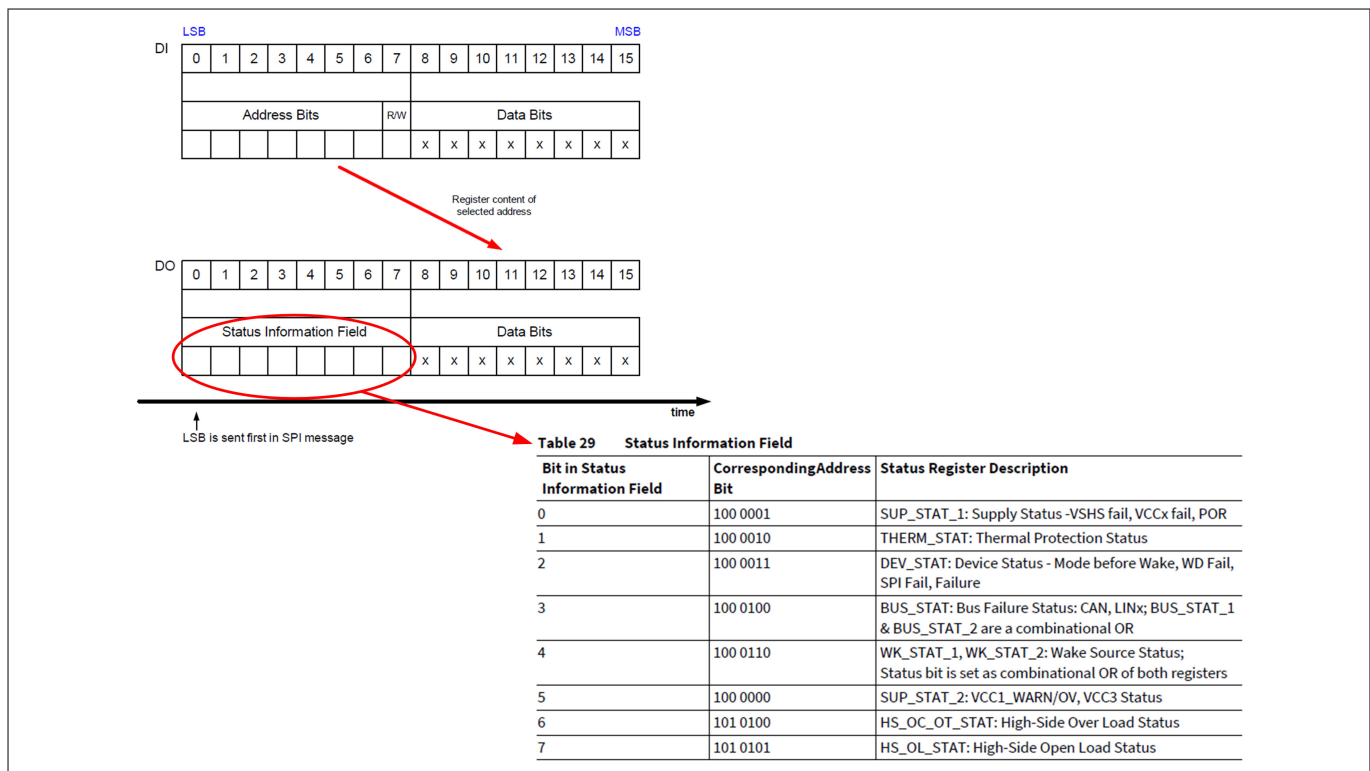 LSB MSB
DI 0 1 2 3 4 5 6 7 8 9 10 11 12 13 14 15
Address Bits R/W Data Bits
x x x x x x x x
Register content of
selected address
DO 0 1 2 3 4 5 6 7 8 9 10 11 12 13 14 15
Status Information Field Data Bits
x x x x x x x x
time
LSB is sent first in SPI message
Table 29 Status Information Field
Bit in Status CorrespondingAddress Status Register Description
Information Field Bit
0 100 0001 SUP_STAT_1: Supply Status -VSHS fail, VCCx fail, POR
1 100 0010 THERM_STAT: Thermal Protection Status
2 100 0011 DEV_STAT: Device Status - Mode before Wake, WD Fail,
SPI Fail, Failure
3 100 0100 BUS_STAT: Bus Failure Status: CAN, LINx; BUS_STAT_1
& BUS_STAT_2 are a combinational OR
4 100 0110 WK_STAT_1, WK_STAT_2: Wake Source Status;
Status bit is set as combinational OR of both registers
5 100 0000 SUP_STAT_2: VCC1_WARN/OV, VCC3 Status
6 101 0100 HS_OC_OT_STAT: High-Side Over Load Status
7 101 0101 HS_OL_STAT: High-Side Open Load Status